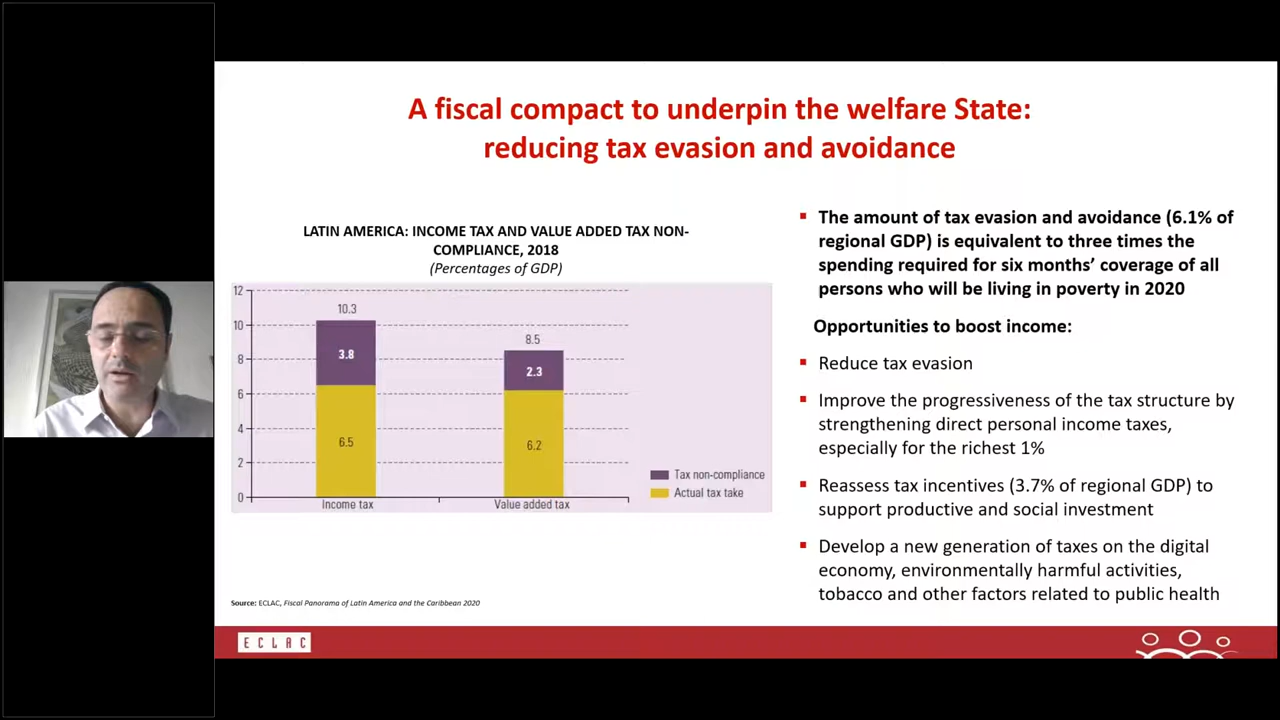 A fiscal compact to underpin the welfare State:
reducing tax evasion and avoidance
LATIN AMERICA: INCOME TAX AND VALUE ADDED TAX NON-
COMPLIANCE, 2018
(Percentages of GDP)
12
10
8
6
4
2
0
10.3
3.8
6.5
8.5
2.3
6.2
Income tax
Value added tax
Tax non-compliance
Actual tax take
Source: ECLAC, Fiscal Panorama of Latin America and the Caribbean 2020
▪ The amount of tax evasion and avoidance (6.1% of
regional GDP) is equivalent to three times the
spending required for six months’ coverage of all
persons who will be living in poverty in 2020
Opportunities to boost income:
▪ Reduce tax evasion
▪ Improve the progressiveness of the tax structure by
strengthening direct personal income taxes,
especially for the richest 1%
▪ Reassess tax incentives (3.7% of regional GDP) to
support productive and social investment
▪ Develop a new generation of taxes on the digital
economy, environmentally harmful activities,
tobacco and other factors related to public health
ECLAC